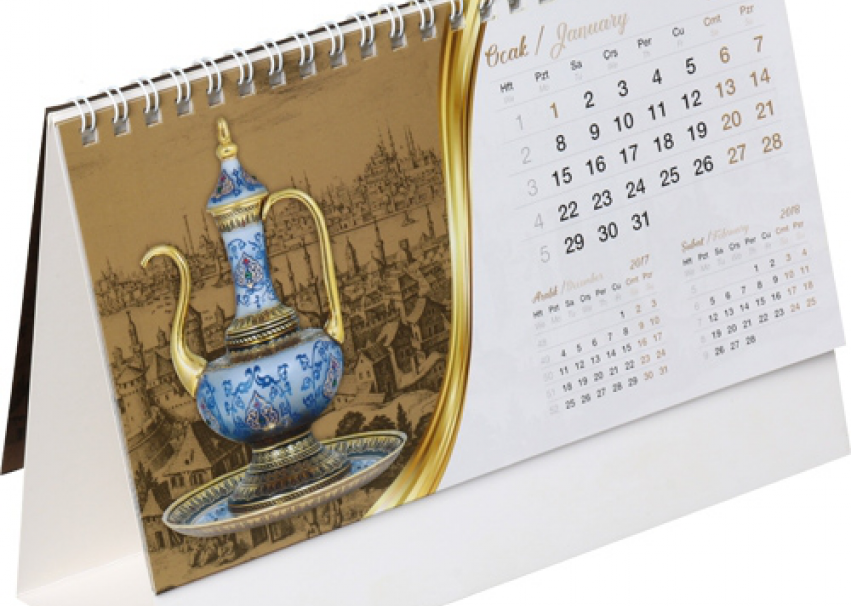 Ocak / January
Hft Pzt Sa Çrş Per Cu Cmt Pzr
1 1 2 3 4 5 6 7
2 8 9 10 11 12 13 14
3 15 16 17 18 19 20 21
4 22 23 24 25 26 27 28
5 29 30 31
Aralık / December 2017
Hft Pzt Sa Çrş Per Cu Cmt Pzr
1 2 3
4 5 6 7 8 9 10
50 11 12 13 14 15 16 17
51 18 19 20 21 22 23 24
52 25 26 27 28 29 30 31
Şubat / February 2018
Hft Pzt Sa Çrş Per Cu Cmt Pzr
5 1 2 3 4
6 5 6 7 8 9 10 11
7 12 13 14 15 16 17 18
8 19 20 21 22 23 24 25
9 26 27 28